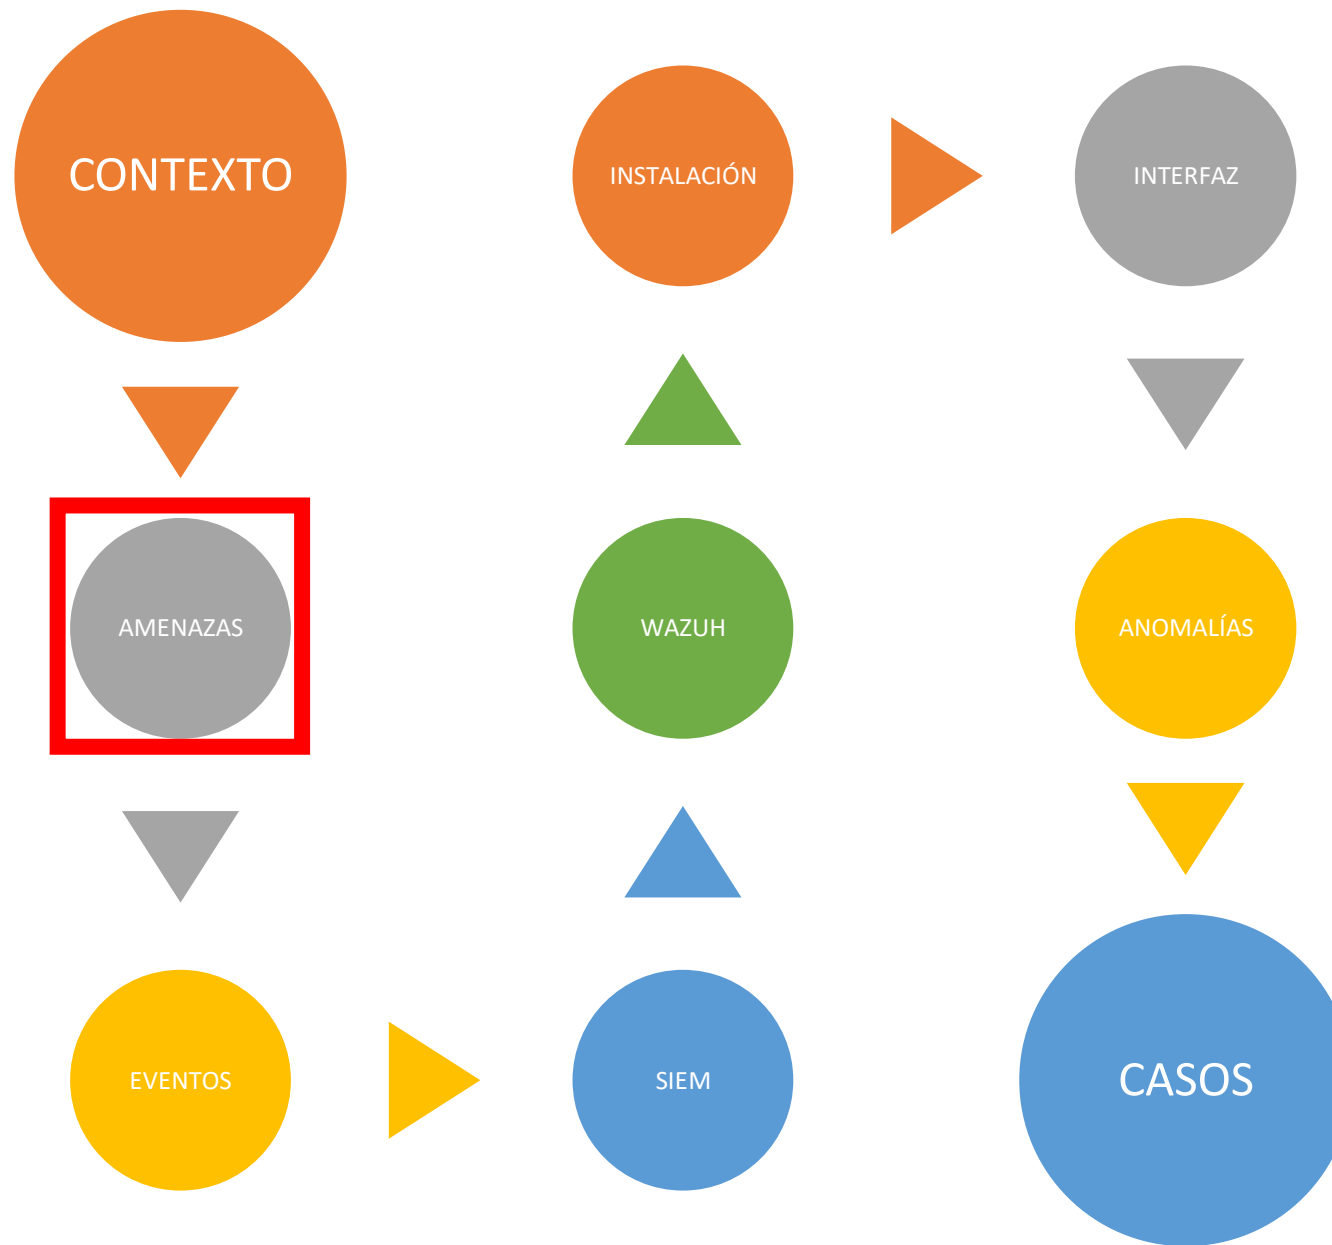 CONTEXTO
AMENAZAS
EVENTOS
SIEM
WAZUH
INSTALACIÓN
INTERFAZ
ANOMALÍAS
CASOS